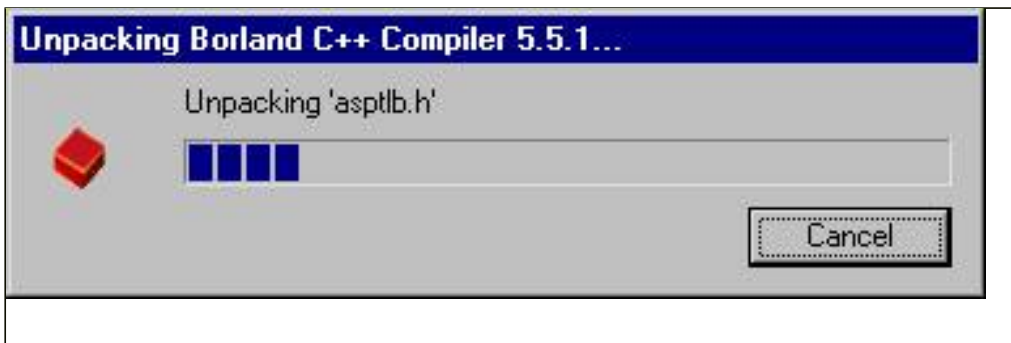 Unpacking Borland C++ Compiler 5.5.1...
Unpacking 'asptlb.h'
Cancel